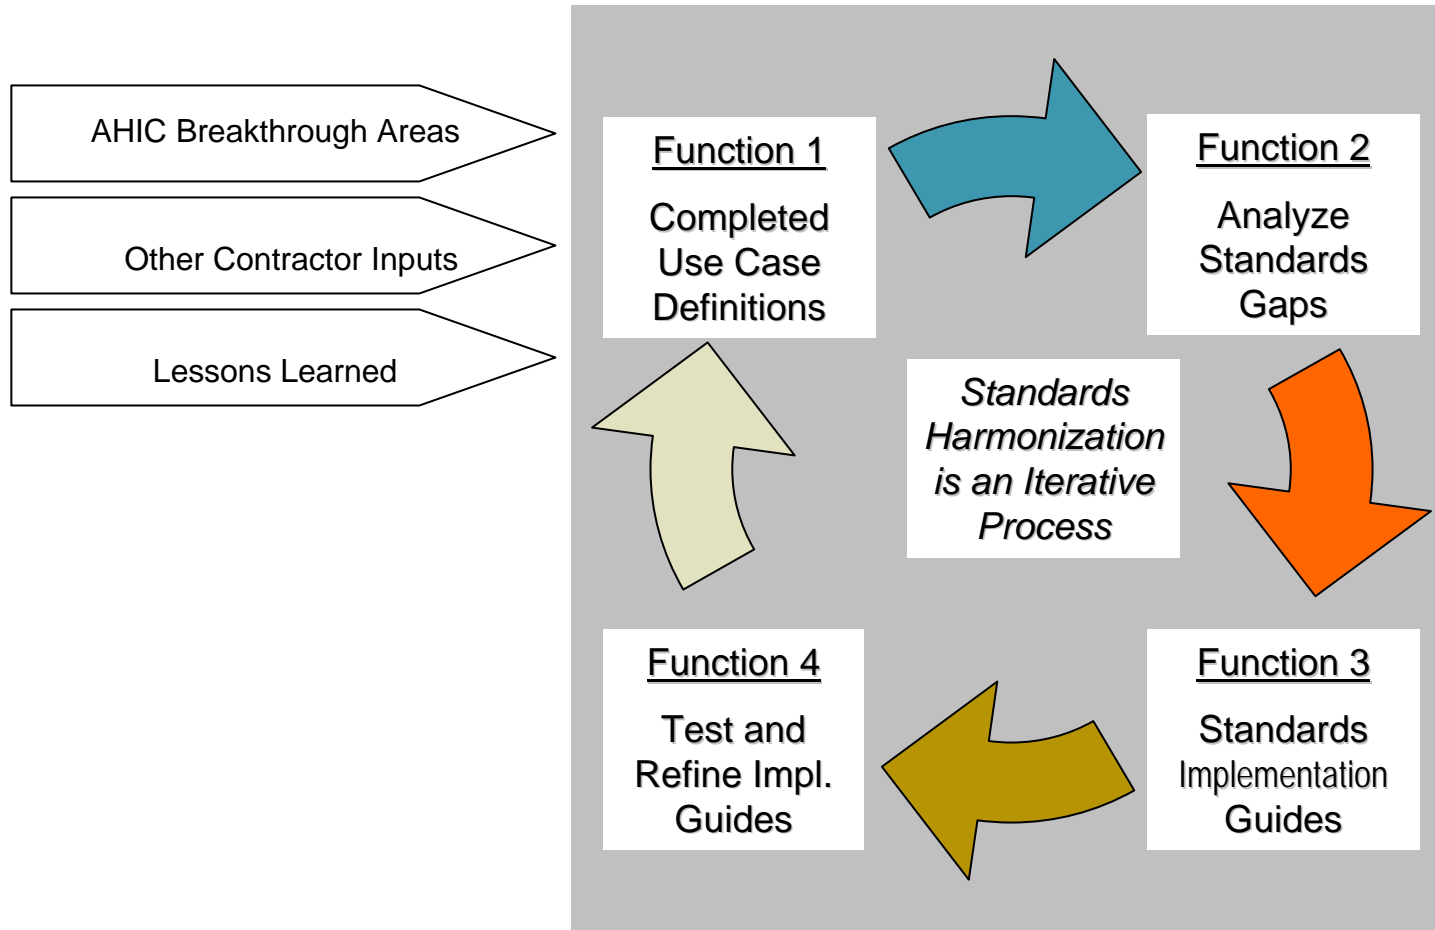 AHIC Breakthrough Areas
Other Contractor Inputs
Lessons Learned
Function 1
Completed
Use Case
Definitions
Function 2
Analyze
Standards
Gaps
Standards
Harmonization
is an Iterative
Process
Function 4
Test and
Refine Impl.
Guides
Function 3
Standards
Implementation
Guides